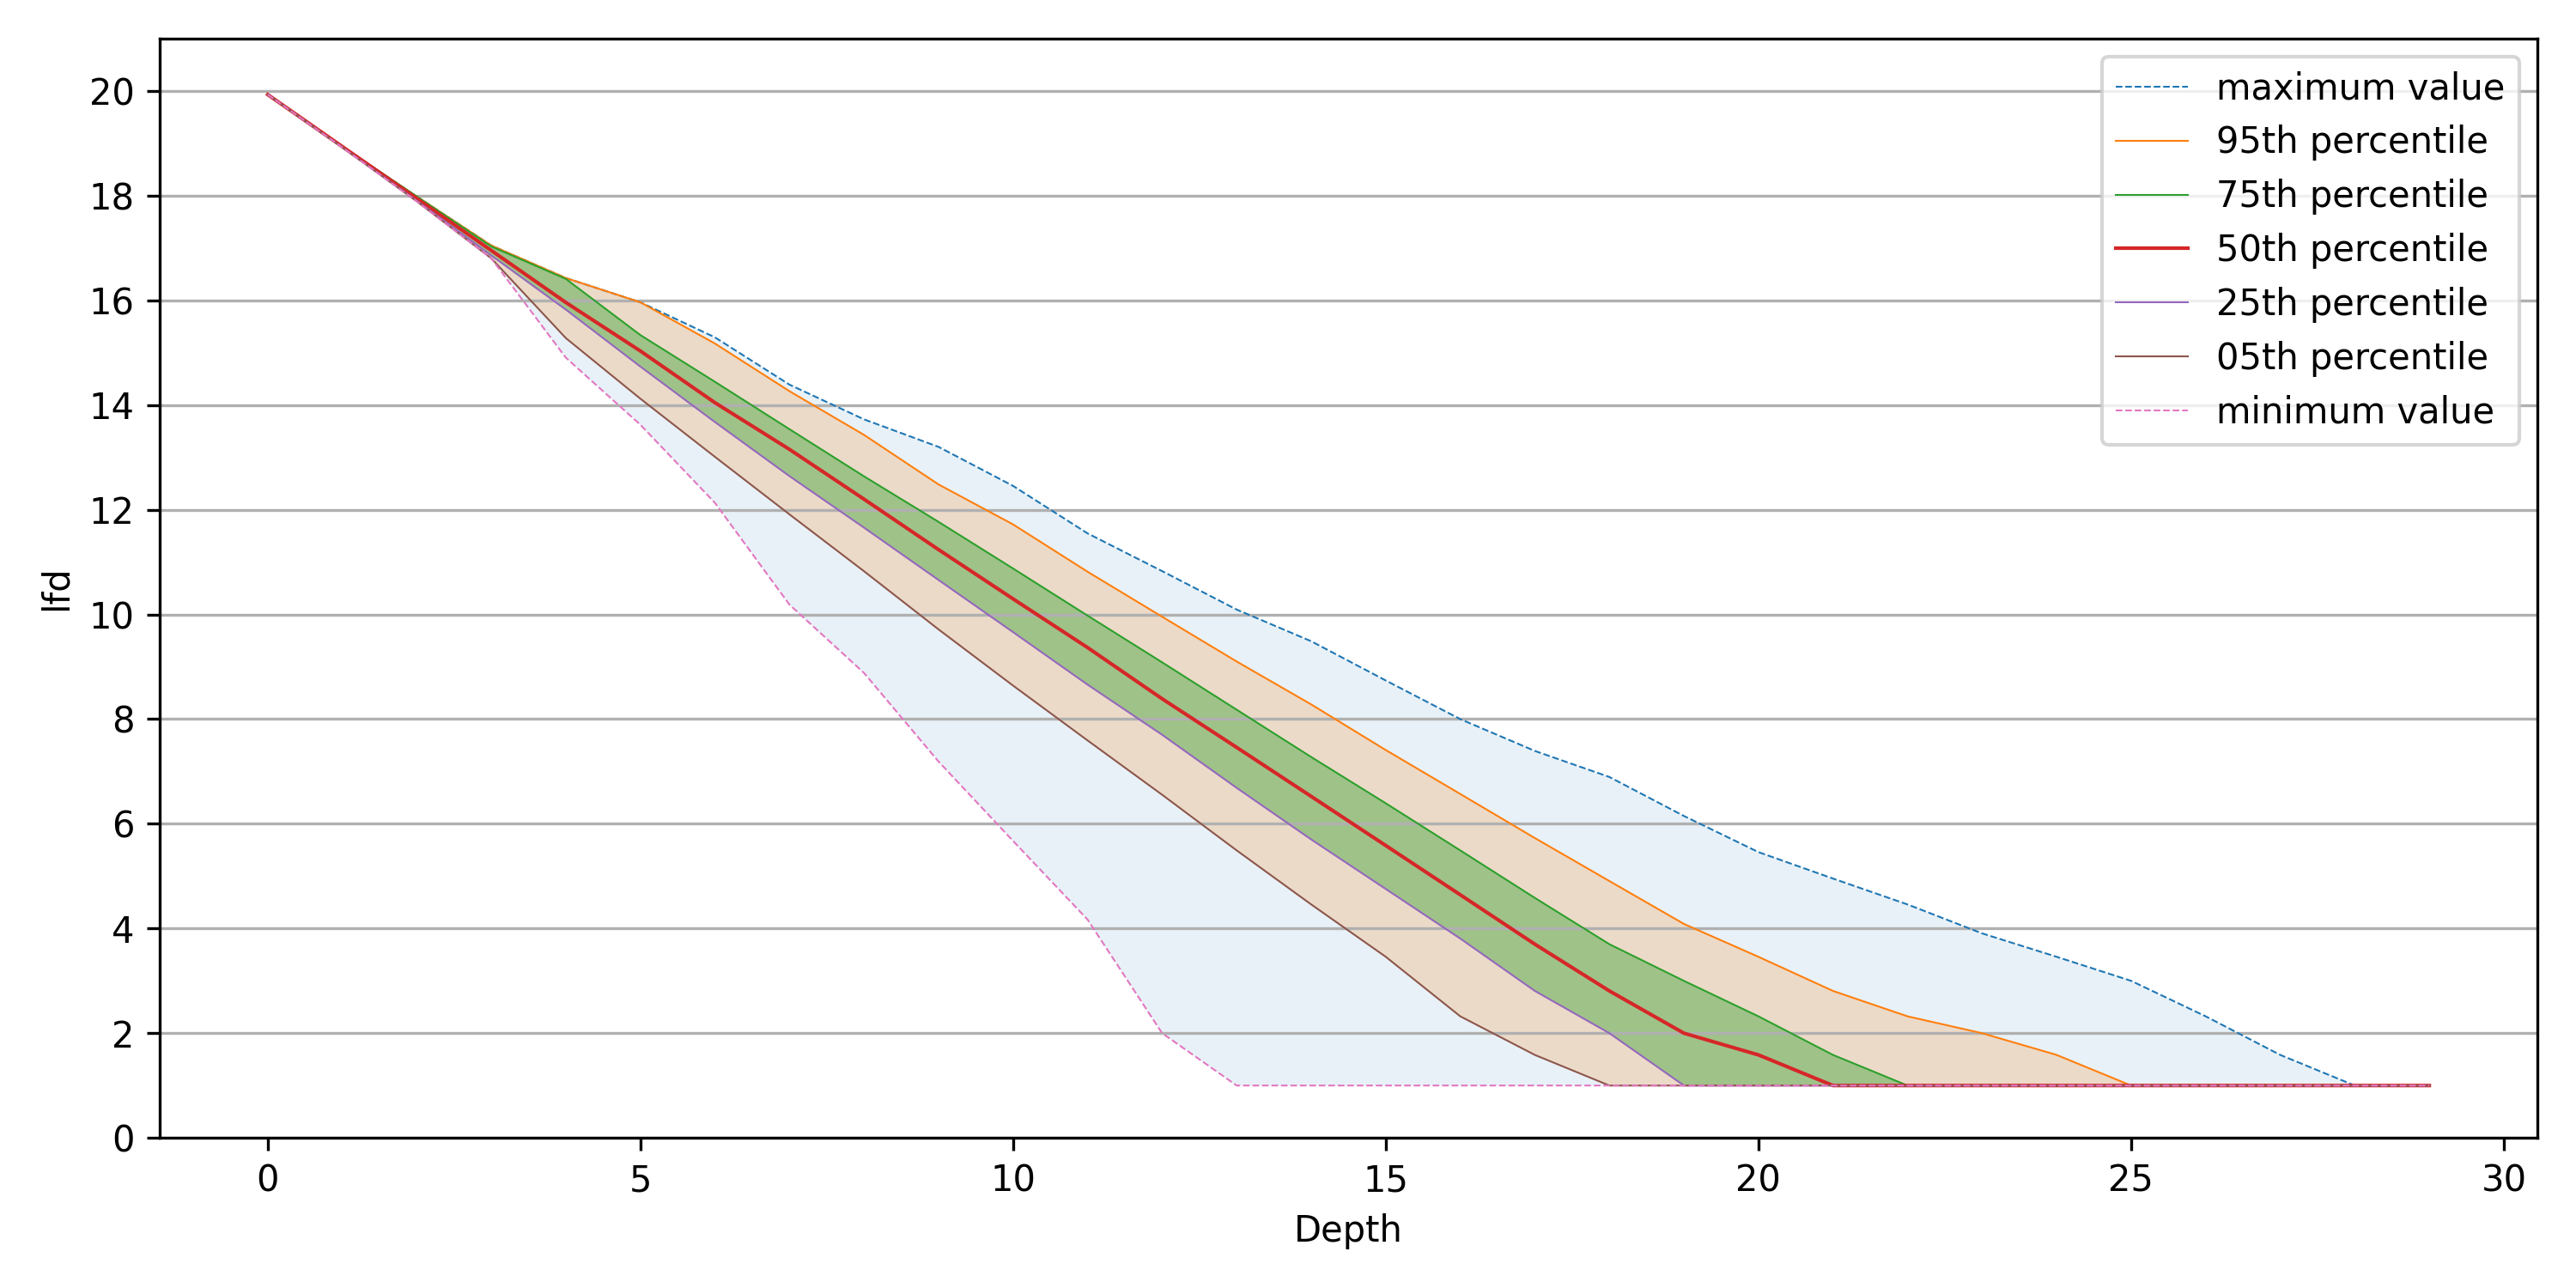 20
18
16
14
12
10
8
6
4
2
0
lfd
0 5 10 15 20 25 30
Depth
maximum value
95th percentile
75th percentile
50th percentile
25th percentile
05th percentile
minimum value